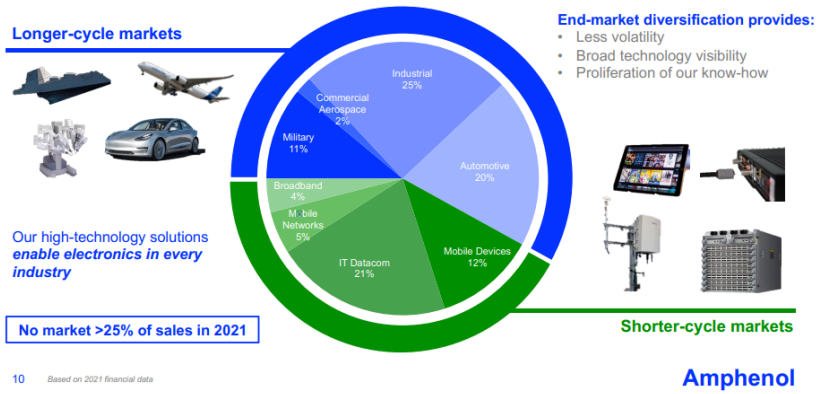 Longer-cycle markets
End-market diversification provides:
• Less volatility
• Broad technology visibility
• Proliferation of our know-how
Industrial
25%
Commercial
Aerospace
2%
Military
11%
Automotive
20%
Broadband
4%
Mobile
Networks
5%
IT Datacom
21%
Mobile Devices
12%
Our high-technology solutions
enable electronics in every
industry
No market >25% of sales in 2021
Shorter-cycle markets
10
Based on 2021 financial data
Amphenol